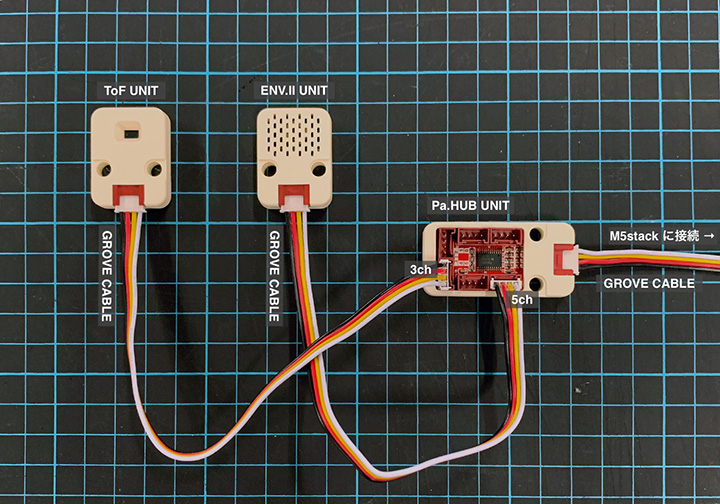 ToF UNIT
ENV.II UNIT
Pa.HUB UNIT
M5stack に接続 →
3ch
GROVE CABLE
5ch
GROVE CABLE
GROVE CABLE